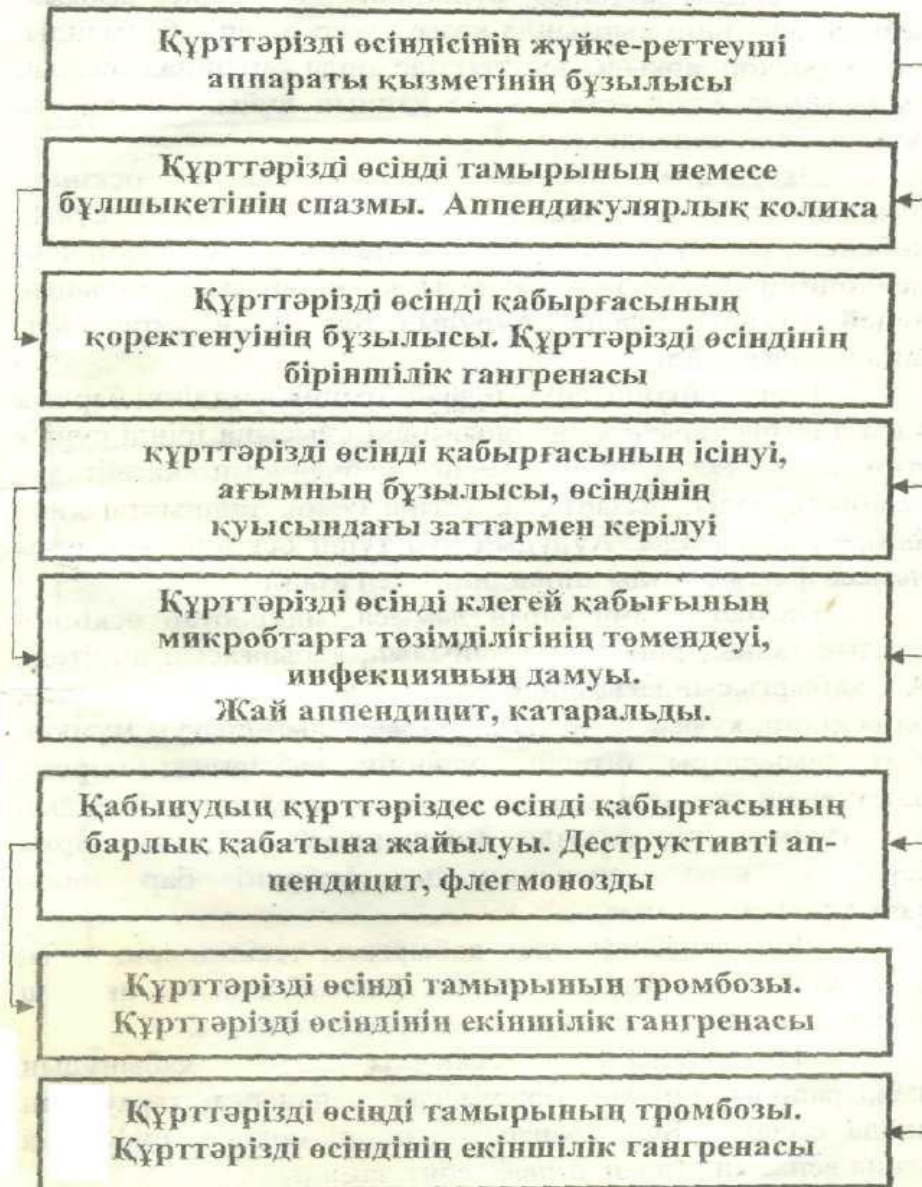 Құрттәрізді өсіндісінің жүйке-реттеуші
аппараты қызметінің бұзылысы
Құрттәрізді өсінді тамырының немесе
бұлшықетінің спазмы. Аппендикулярлық колика
Құрттәрізді өсінді қабырғасының
қоректенуінің бұзылысы. Құрттәрізді өсіндінің
біріншілік гангренасы
құрттәрізді өсінді қабырғасының ісінуі,
ағымның бұзылысы, өсіндінің
қуысындағы заттармен керілуі
Құрттәрізді өсінді клегей қабығының
микробтарға төзімділігінің төмендеуі,
инфекцияның дамуы.
Жай аппендицит, катаральды.
Қабынудың құрттәріздес өсінді қабырғасының
барлық қабатына жайылуы. Деструктивті ап-
пендицит, флегмонозды
Құрттәрізді өсінді тамырының тромбозы.
Құрттәрізді өсіндінің екіншілік гангренасы
Құрттәрізді өсінді тамырының тромбозы.
Құрттәрізді өсіндінің екіншілік гангренасы